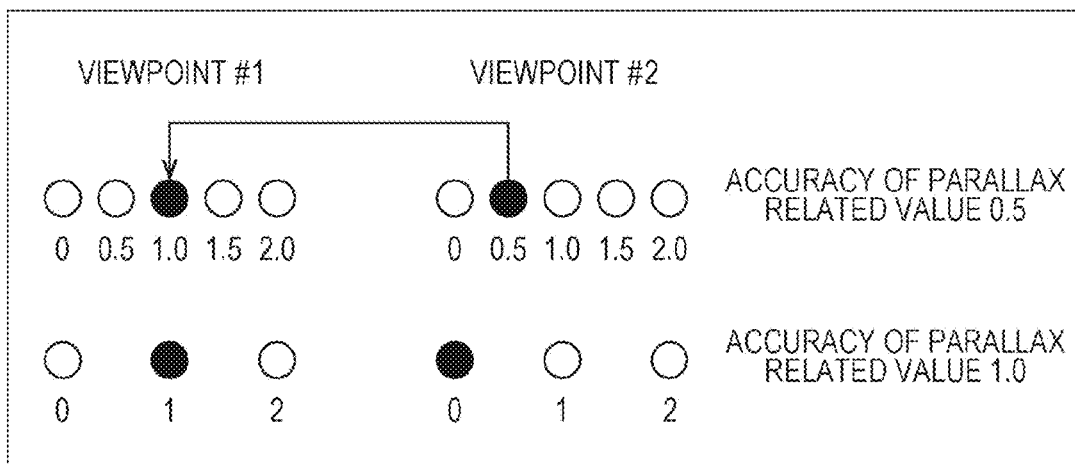 VIEWPOINT #1 VIEWPOINT #2
ACCURACY OF PARALLAX
RELATED VALUE 0.5
0 0.5 1.0 1.5 2.0 0 0.5 1.0 1.5 2.0
ACCURACY OF PARALLAX
RELATED VALUE 1.0
0 1 2 0 1 2